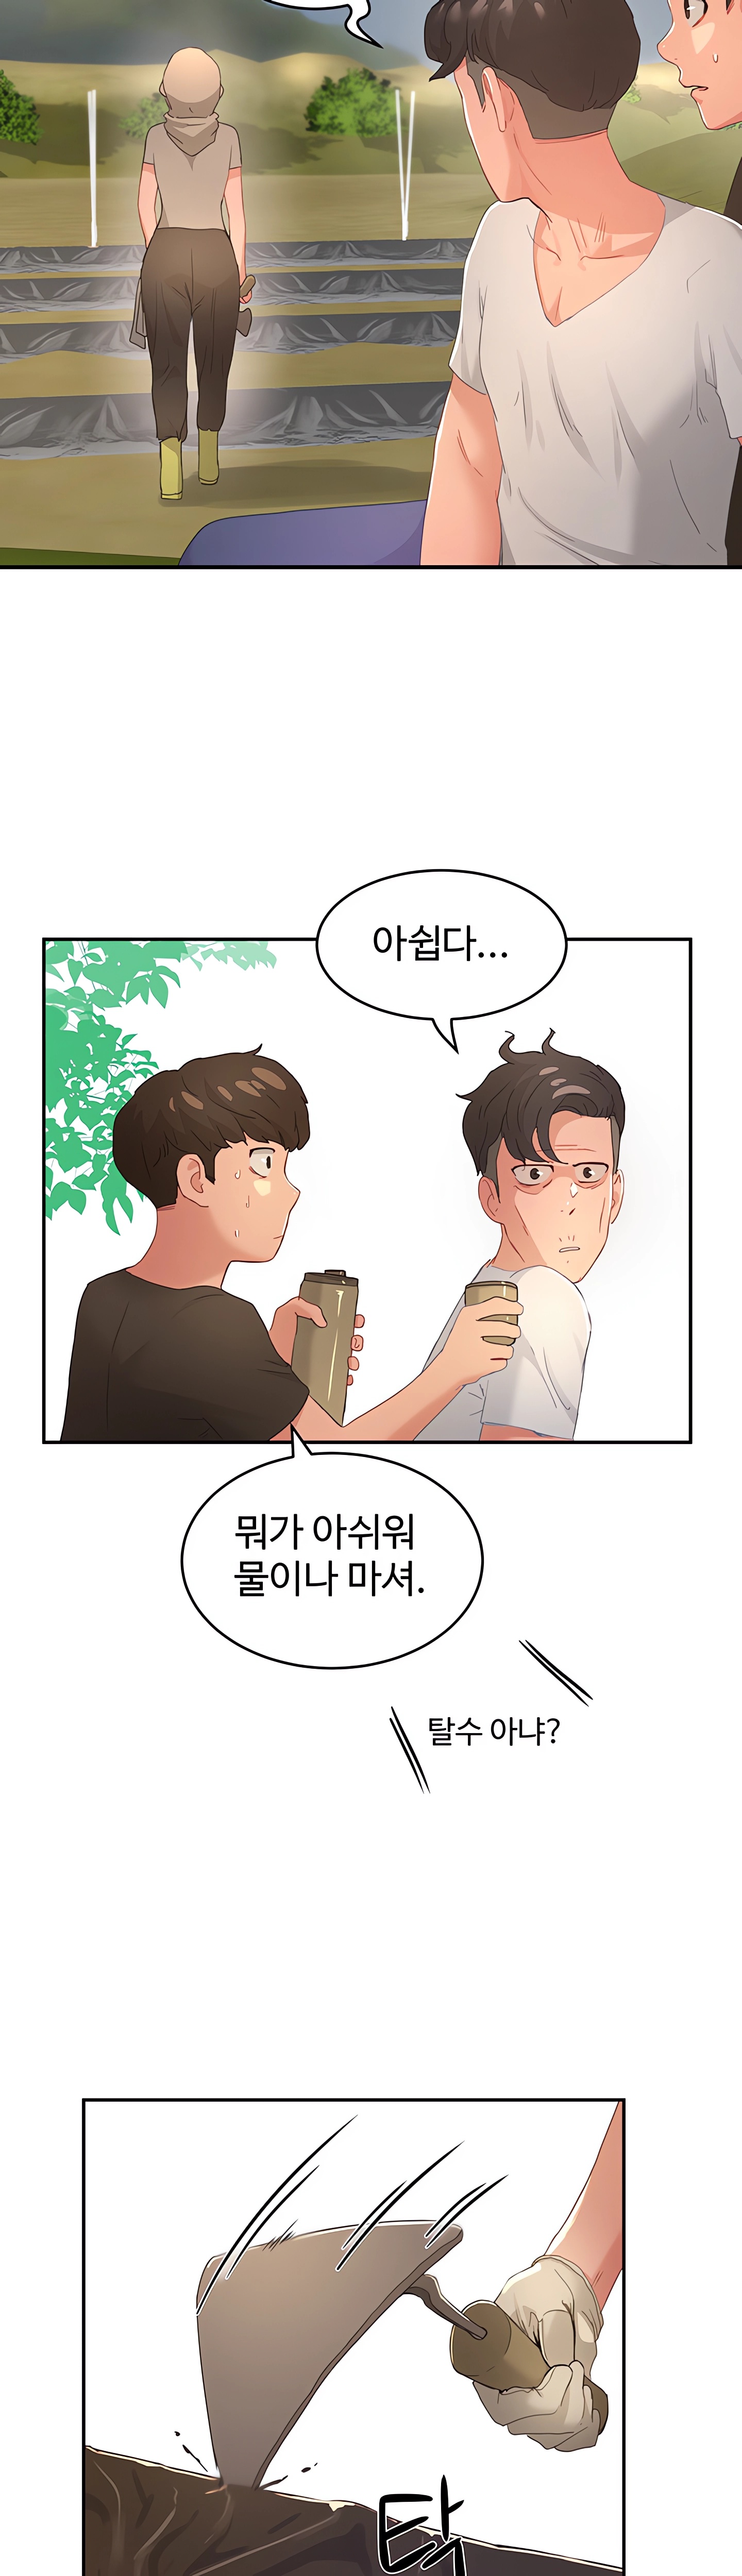 아쉽다...
뭐가 아쉬워
물이나 마셔.
탈수 아냐?
탁